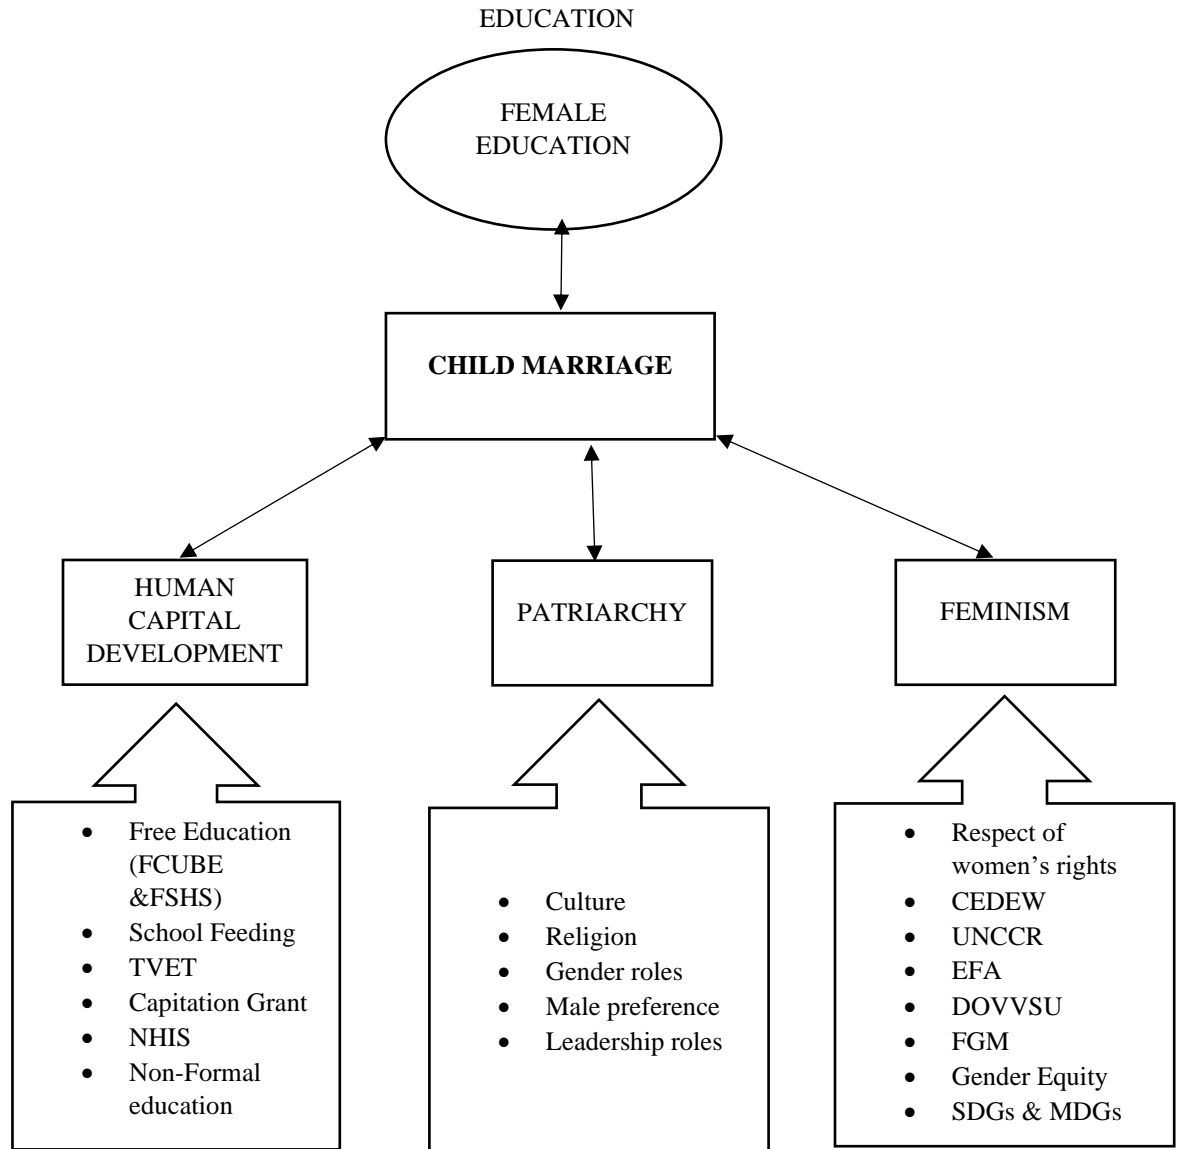 EDUCATION
FEMALE
EDUCATION
CHILD MARRIAGE
HUMAN
CAPITAL
DEVELOPMENT
PATRIARCHY
FEMINISM
• Free Education
(FCUBE
&FSHS)
• School Feeding
• TVET
• Capitation Grant
• NHIS
• Non-Formal
education
• Culture
• Religion
• Gender roles
• Male preference
• Leadership roles
• Respect of
women’s rights
• CEDEW
• UNCCR
• EFA
• DOVVSU
• FGM
• Gender Equity
• SDGs & MDGs